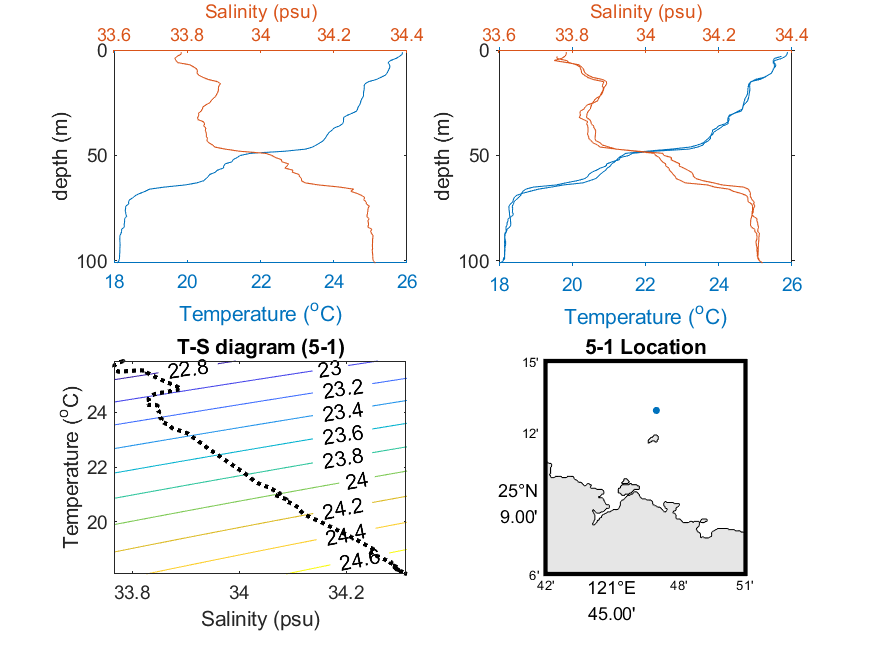 Salinity (psu)
33.6 33.8 34 34.2 34.4
0
50
100
depth (m)
18 20 22 24 26
Temperature (°C)
Salinity (psu)
33.6 33.8 34 34.2 34.4
0
50
100
depth (m)
18 20 22 24 26
Temperature (°C)
T-S diagram (5-1)
22.8
23
23.2
23.4
23.6
23.8
24
24.2
24.4
24.6
24
22
20
Temperature (°C)
33.8 34 34.2
Salinity (psu)
5-1 Location
15'
12'
25°N
9.00'
6'
42' 121°E 48' 51'
45.00'